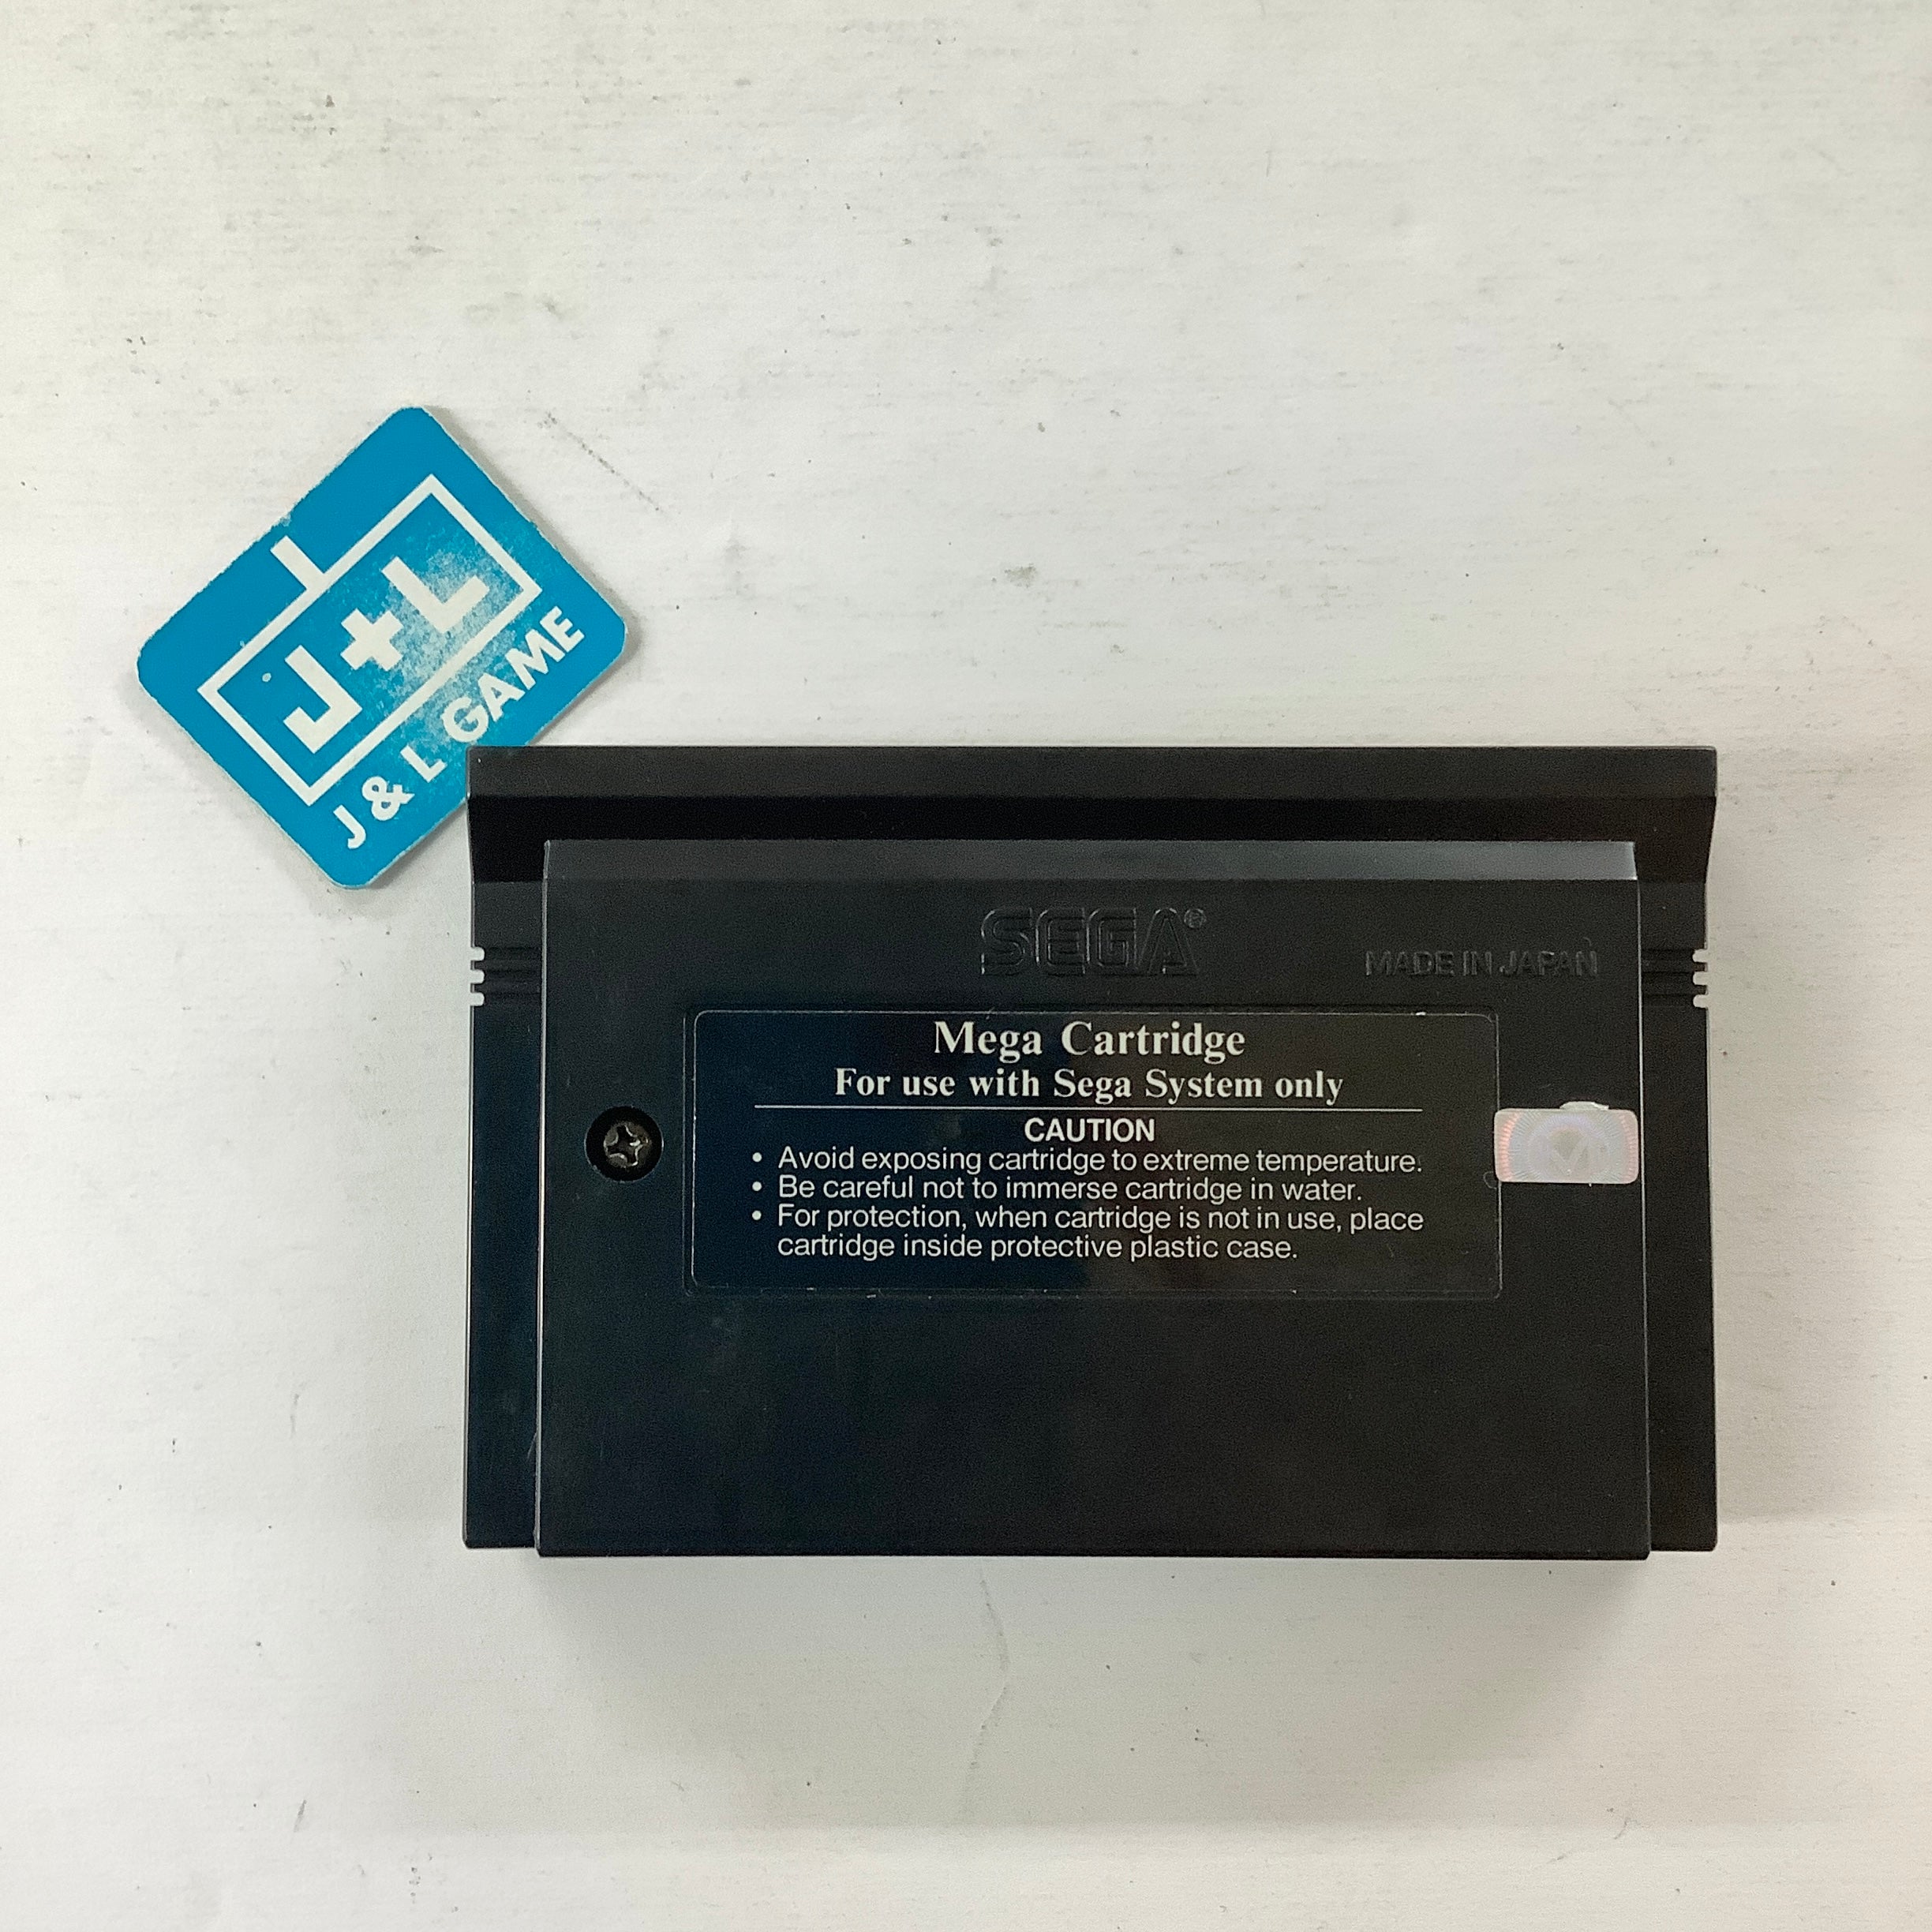 J+L
J & L GAME
SEGA®
MADE IN JAPAN
Mega Cartridge
For use with Sega System only
CAUTION
• Avoid exposing cartridge to extreme temperature.
• Be careful not to immerse cartridge in water.
• For protection, when cartridge is not in use, place
cartridge inside protective plastic case.